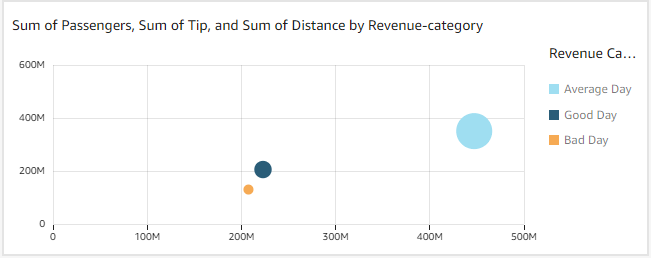 Sum of Passengers, Sum of Tip, and Sum of Distance by Revenue-category
Revenue Ca...
Average Day
Good Day
Bad Day
600M
400M
200M
0
0 100M 200M 300M 400M 500M